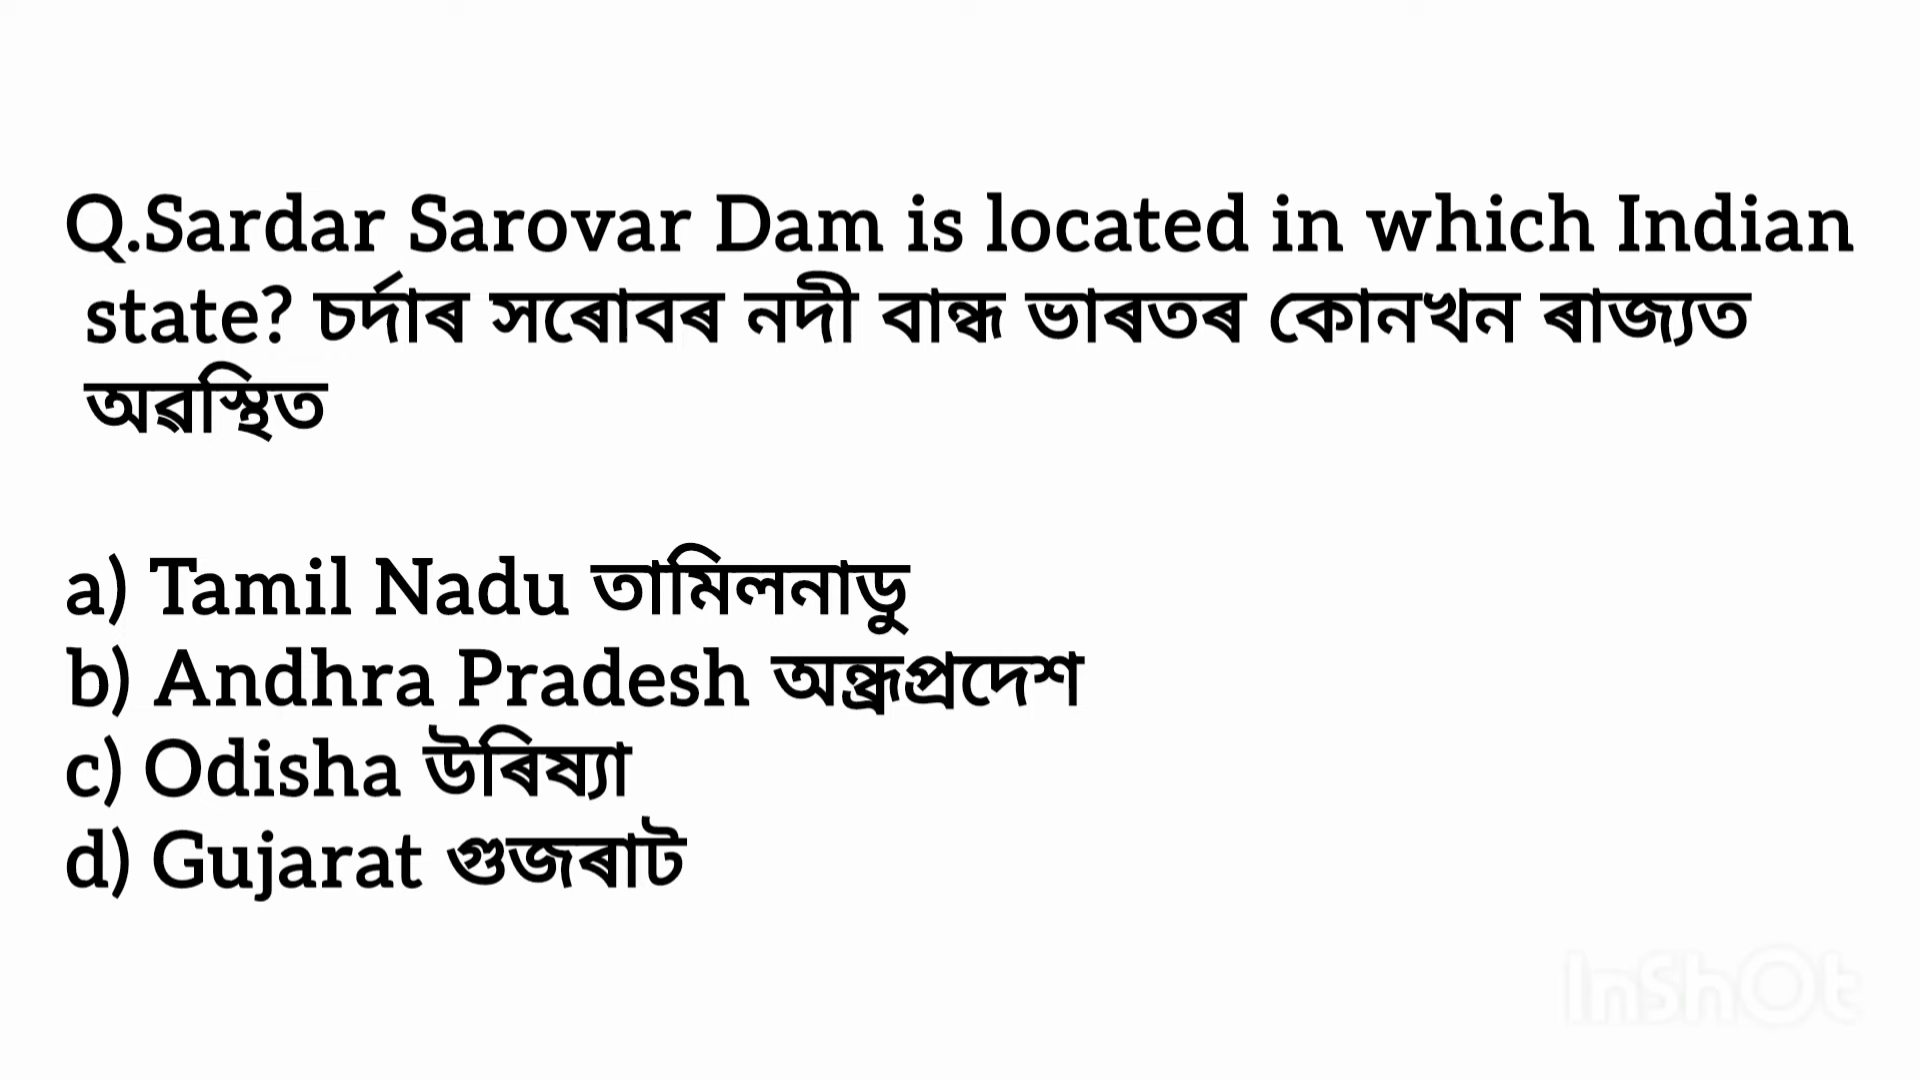 Q.Sardar Sarovar Dam is located in which Indian
state? চৰ্দাৰ সৰোবৰ নদী বান্ধ ভাৰতৰ কোনখন ৰাজ্যত
অৱস্থিত
a) Tamil Nadu তামিলনাডু
b) Andhra Pradesh অন্ধ্ৰপ্ৰদেশ
c) Odisha উৰিষ্যা
d) Gujarat গুজৰাট
InShOt